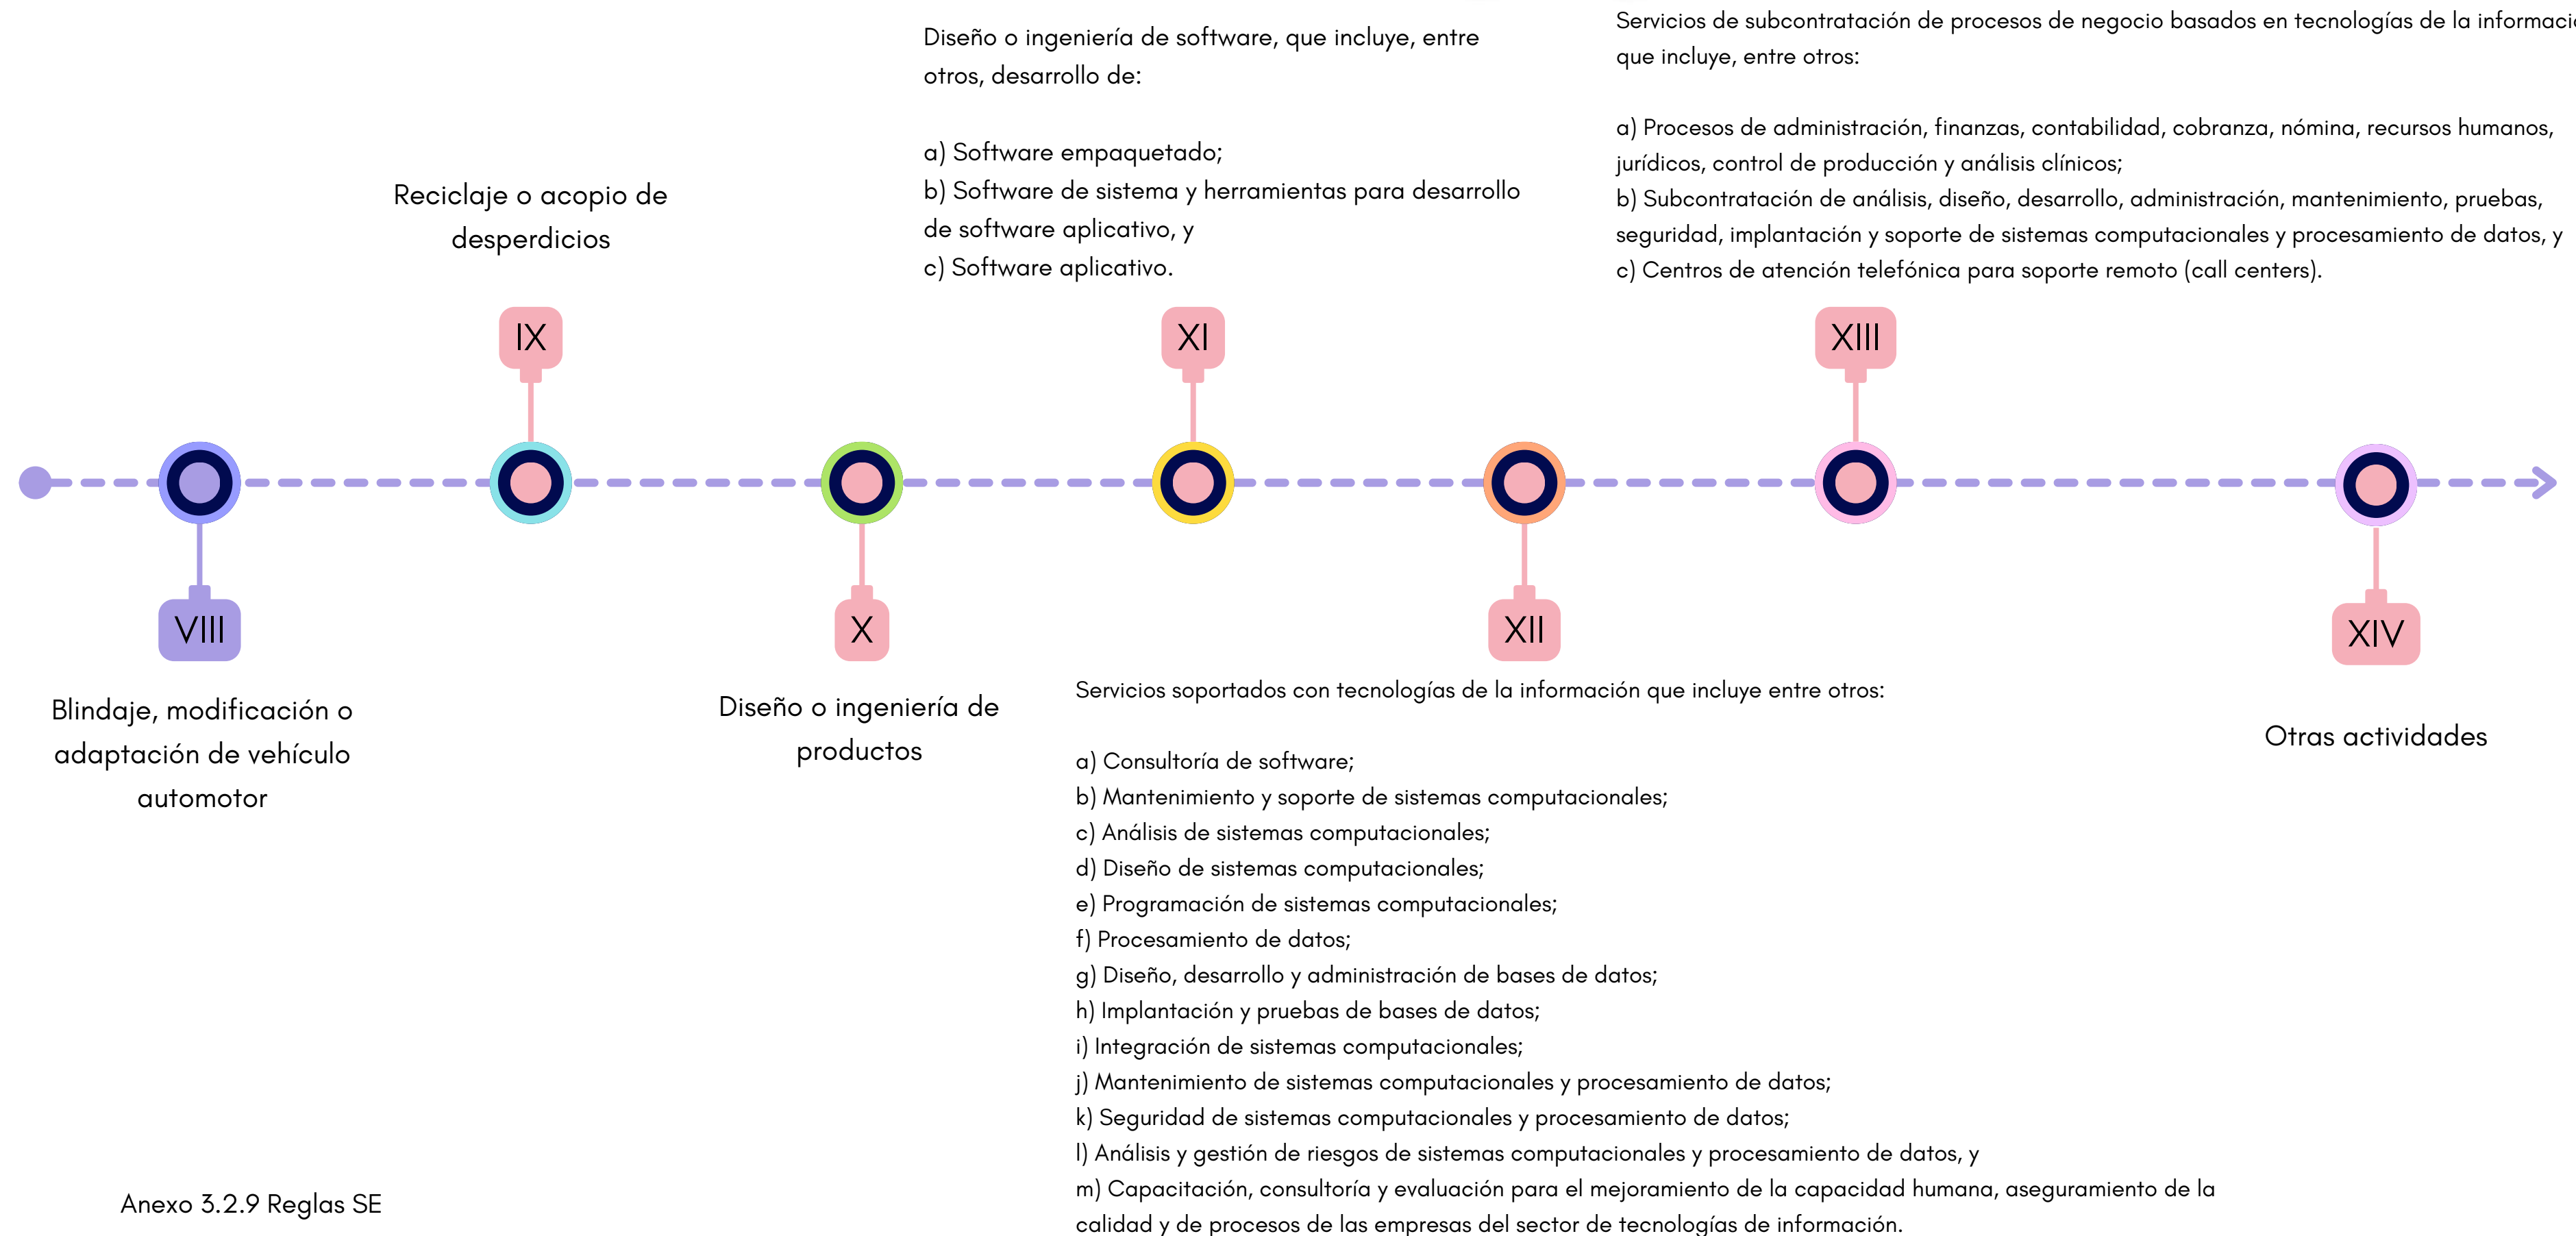 Diseño o ingeniería de software, que incluye, entre
otros, desarrollo de:
a) Software empaquetado;
b) Software de sistema y herramientas para desarrollo
de software aplicativo, y
c) Software aplicativo.
Servicios de subcontratación de procesos de negocio basados en tecnologías de la informaci
que incluye, entre otros:
a) Procesos de administración, finanzas, contabilidad, cobranza, nómina, recursos humanos,
jurídicos, control de producción y análisis clínicos;
b) Subcontratación de análisis, diseño, desarrollo, administración, mantenimiento, pruebas,
seguridad, implantación y soporte de sistemas computacionales y procesamiento de datos, y
c) Centros de atención telefónica para soporte remoto (call centers).
Reciclaje o acopio de
desperdicios
IX
XI
XIII
VIII
X
XII
XIV
Blindaje, modificación o
adaptación de vehículo
automotor
Diseño o ingeniería de
productos
Servicios soportados con tecnologías de la información que incluye entre otros:
a) Consultoría de software;
b) Mantenimiento y soporte de sistemas computacionales;
c) Análisis de sistemas computacionales;
d) Diseño de sistemas computacionales;
e) Programación de sistemas computacionales;
f) Procesamiento de datos;
g) Diseño, desarrollo y administración de bases de datos;
h) Implantación y pruebas de bases de datos;
i) Integración de sistemas computacionales;
j) Mantenimiento de sistemas computacionales y procesamiento de datos;
k) Seguridad de sistemas computacionales y procesamiento de datos;
l) Análisis y gestión de riesgos de sistemas computacionales y procesamiento de datos, y
m) Capacitación, consultoría y evaluación para el mejoramiento de la capacidad humana, aseguramiento de la
calidad y de procesos de las empresas del sector de tecnologías de información.
Otras actividades
Anexo 3.2.9 Reglas SE